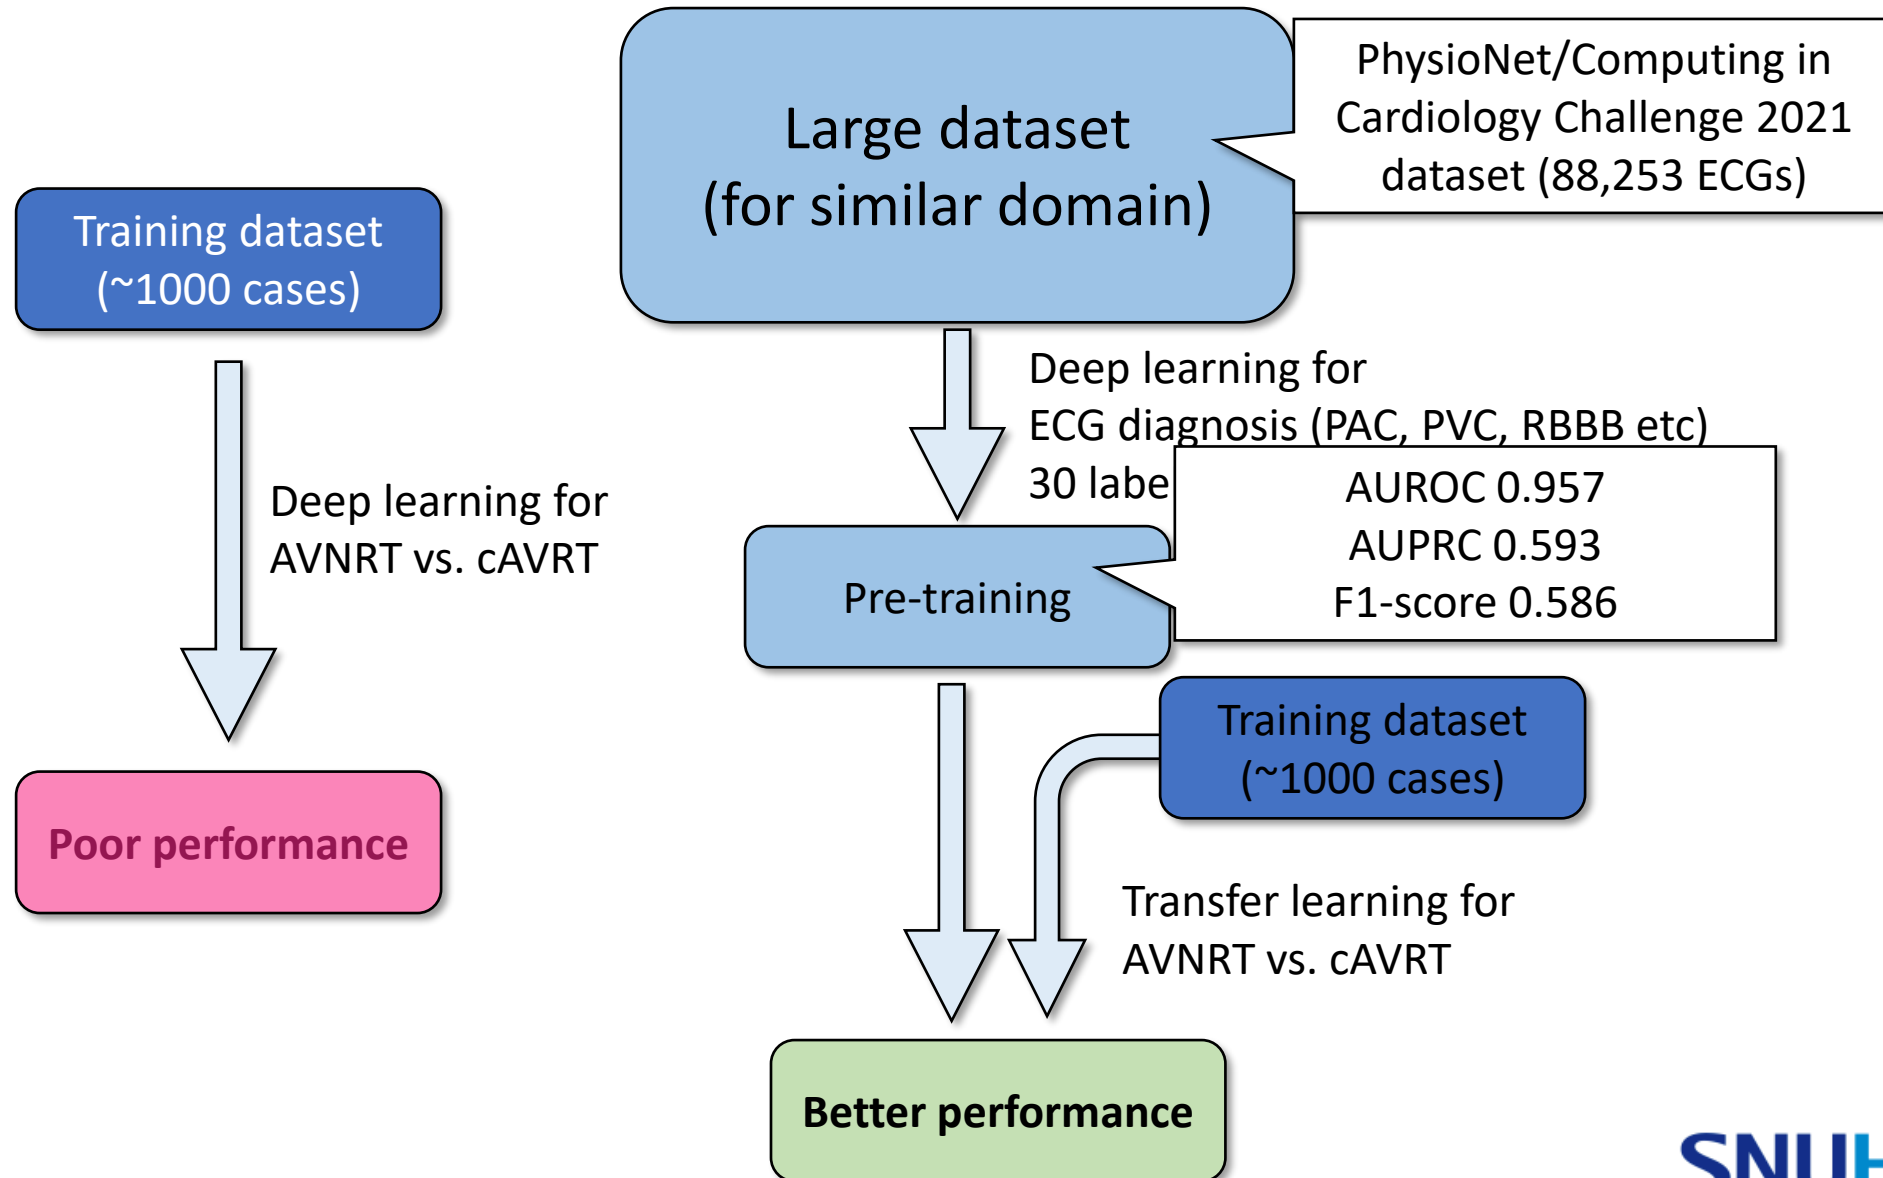 Training dataset
(~1000 cases)
Deep learning for
AVNRT vs. cAVRT
Poor performance
Large dataset
(for similar domain)
PhysioNet/Computing in
Cardiology Challenge 2021
dataset (88,253 ECGs)
Deep learning for
ECG diagnosis (PAC, PVC, RBBB etc)
30 labe
Pre-training
AUROC 0.957
AUPRC 0.593
F1-score 0.586
Training dataset
(~1000 cases)
Transfer learning for
AVNRT vs. cAVRT
Better performance
SNUH